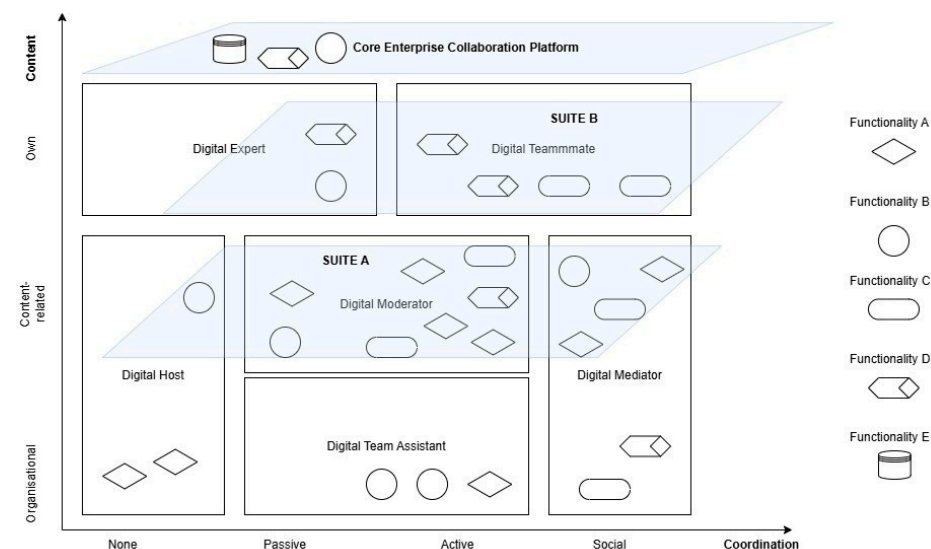 Content
Core Enterprise Collaboration Platform
Own
Digital Expert
SUITE B
Digital Teammmate
Functionality A
Functionality B
Functionality C
Functionality D
Functionality E
Content-
related
SUITE A
Digital Moderator
Digital Host
Digital Mediator
Organisational
Digital Team Assistant
None
Passive
Active
Social
Coordination